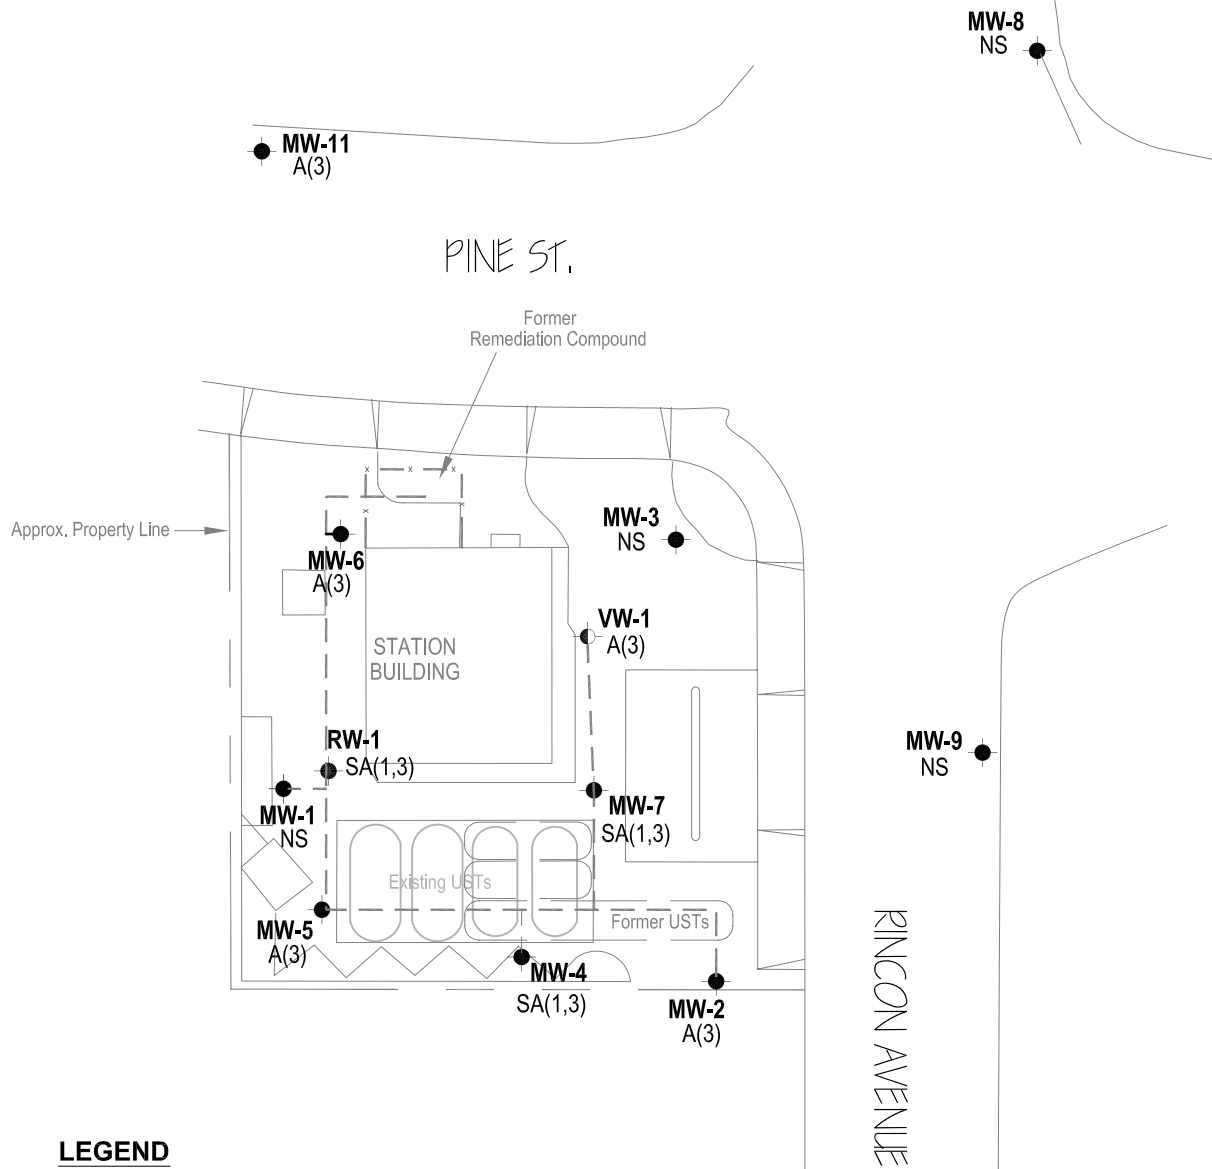 MW-8
NS
MW-11
A(3)
PINE ST.
Former
Remediation Compound
Approx. Property Line
x x x
x
x
MW-3
NS
MW-6
A(3)
VW-1
A(3)
STATION
BUILDING
RW-1
SA(1,3)
MW-9
NS
MW-1
NS
MW-7
SA(1,3)
Existing USTs
Former USTs
MW-5
A(3)
MW-4
SA(1,3)
MW-2
A(3)
RINCON AVENUE
LEGEND